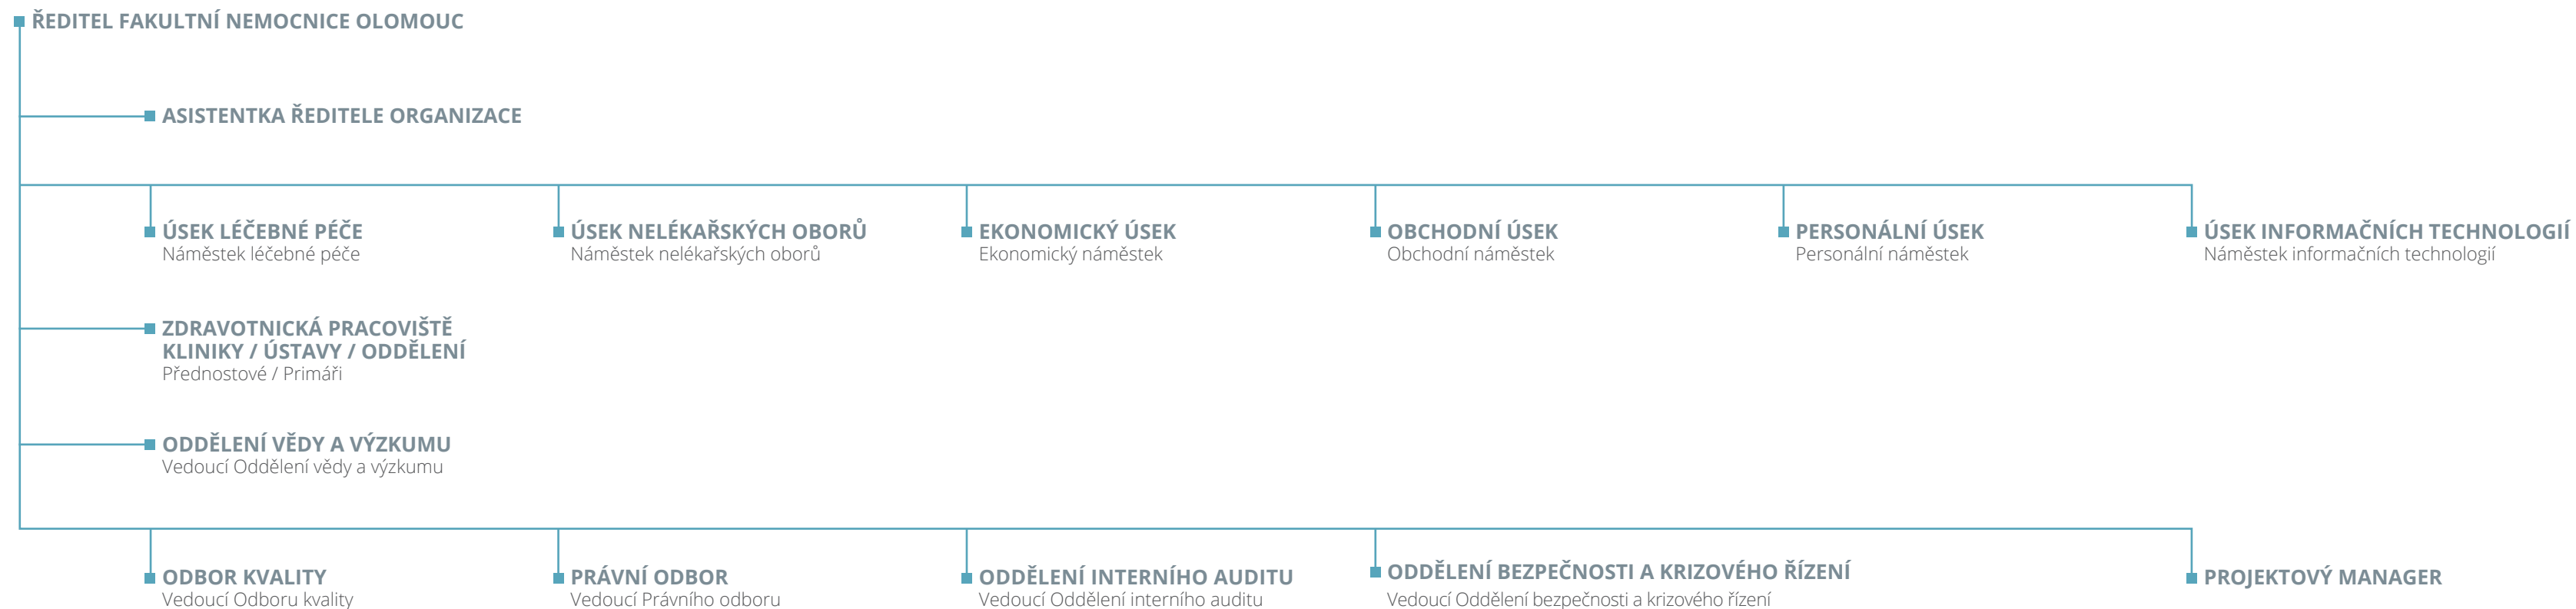 ŘEDITEL FAKULTNÍ NEMOCNICE OLOMOUC
ASISTENTKA ŘEDITELE ORGANIZACE
ÚSEK LÉČEBNÉ PÉČE
Náměstek léčebné péče
ÚSEK NELÉKAŘSKÝCH OBORŮ
Náměstek nelékařských oborů
EKONOMICKÝ ÚSEK
Ekonomický náměstek
OBCHODNÍ ÚSEK
Obchodní náměstek
PERSONÁLNÍ ÚSEK
Personální náměstek
ÚSEK INFORMAČNÍCH TECHNOLOGIÍ
Náměstek informačních technologií
ZDRAVOTNICKÁ PRACOVIŠTĚ
KLINIKY / ÚSTAVY / ODDĚLENÍ
Přednostové / Primáři
ODDĚLENÍ VĚDY A VÝZKUMU
Vedoucí Oddělení vědy a výzkumu
ODBOR KVALITY
Vedoucí Odboru kvality
PRÁVNÍ ODBOR
Vedoucí Právního odboru
ODDĚLENÍ INTERNÍHO AUDITU
Vedoucí Oddělení interního auditu
ODDĚLENÍ BEZPEČNOSTI A KRIZOVÉHO ŘÍZENÍ
Vedoucí Oddělení bezpečnosti a krizového řízení
PROJEKTOVÝ MANAGER